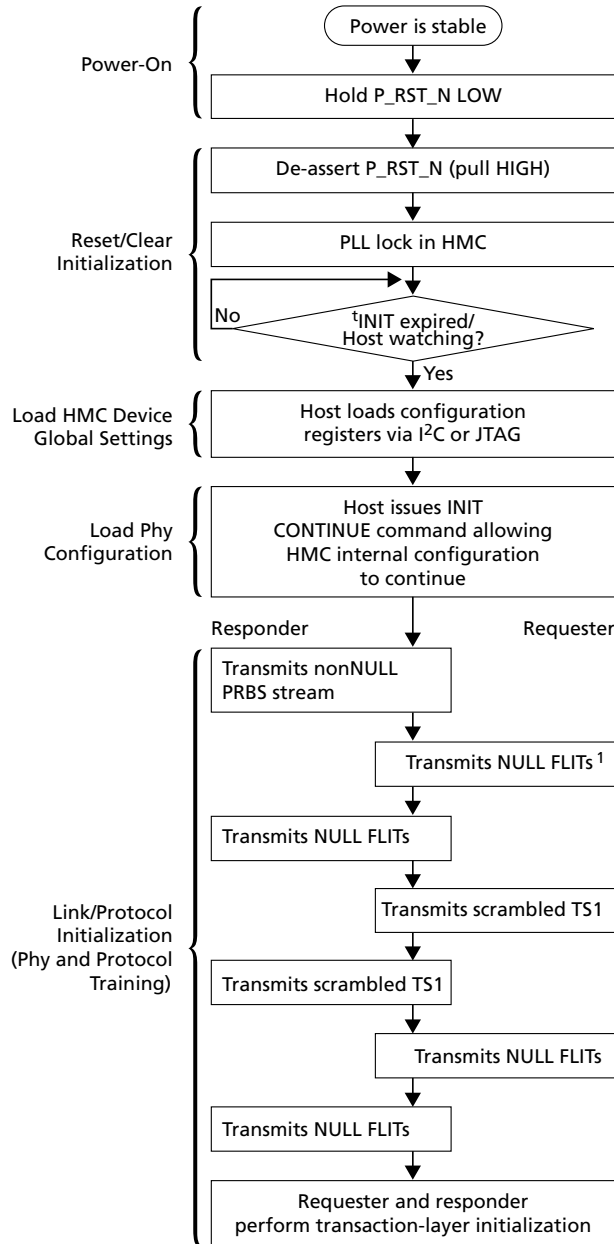 Power-On
Power is stable
Hold P_RST_N LOW
Reset/Clear
Initialization
De-assert P_RST_N (pull HIGH)
PLL lock in HMC
No
tINIT expired/
Host watching?
Yes
Load HMC Device
Global Settings
Host loads configuration
registers via I2C or JTAG
Load Phy
Configuration
Host issues INIT
CONTINUE command allowing
HMC internal configuration
to continue
Responder
Requester
Link/Protocol
Initialization
(Phy and Protocol
Training)
Transmits nonNULL
PRBS stream
Transmits NULL FLITs 1
Transmits NULL FLITs
Transmits scrambled TS1
Transmits scrambled TS1
Transmits NULL FLITs
Transmits NULL FLITs
Requester and responder
perform transaction-layer initialization